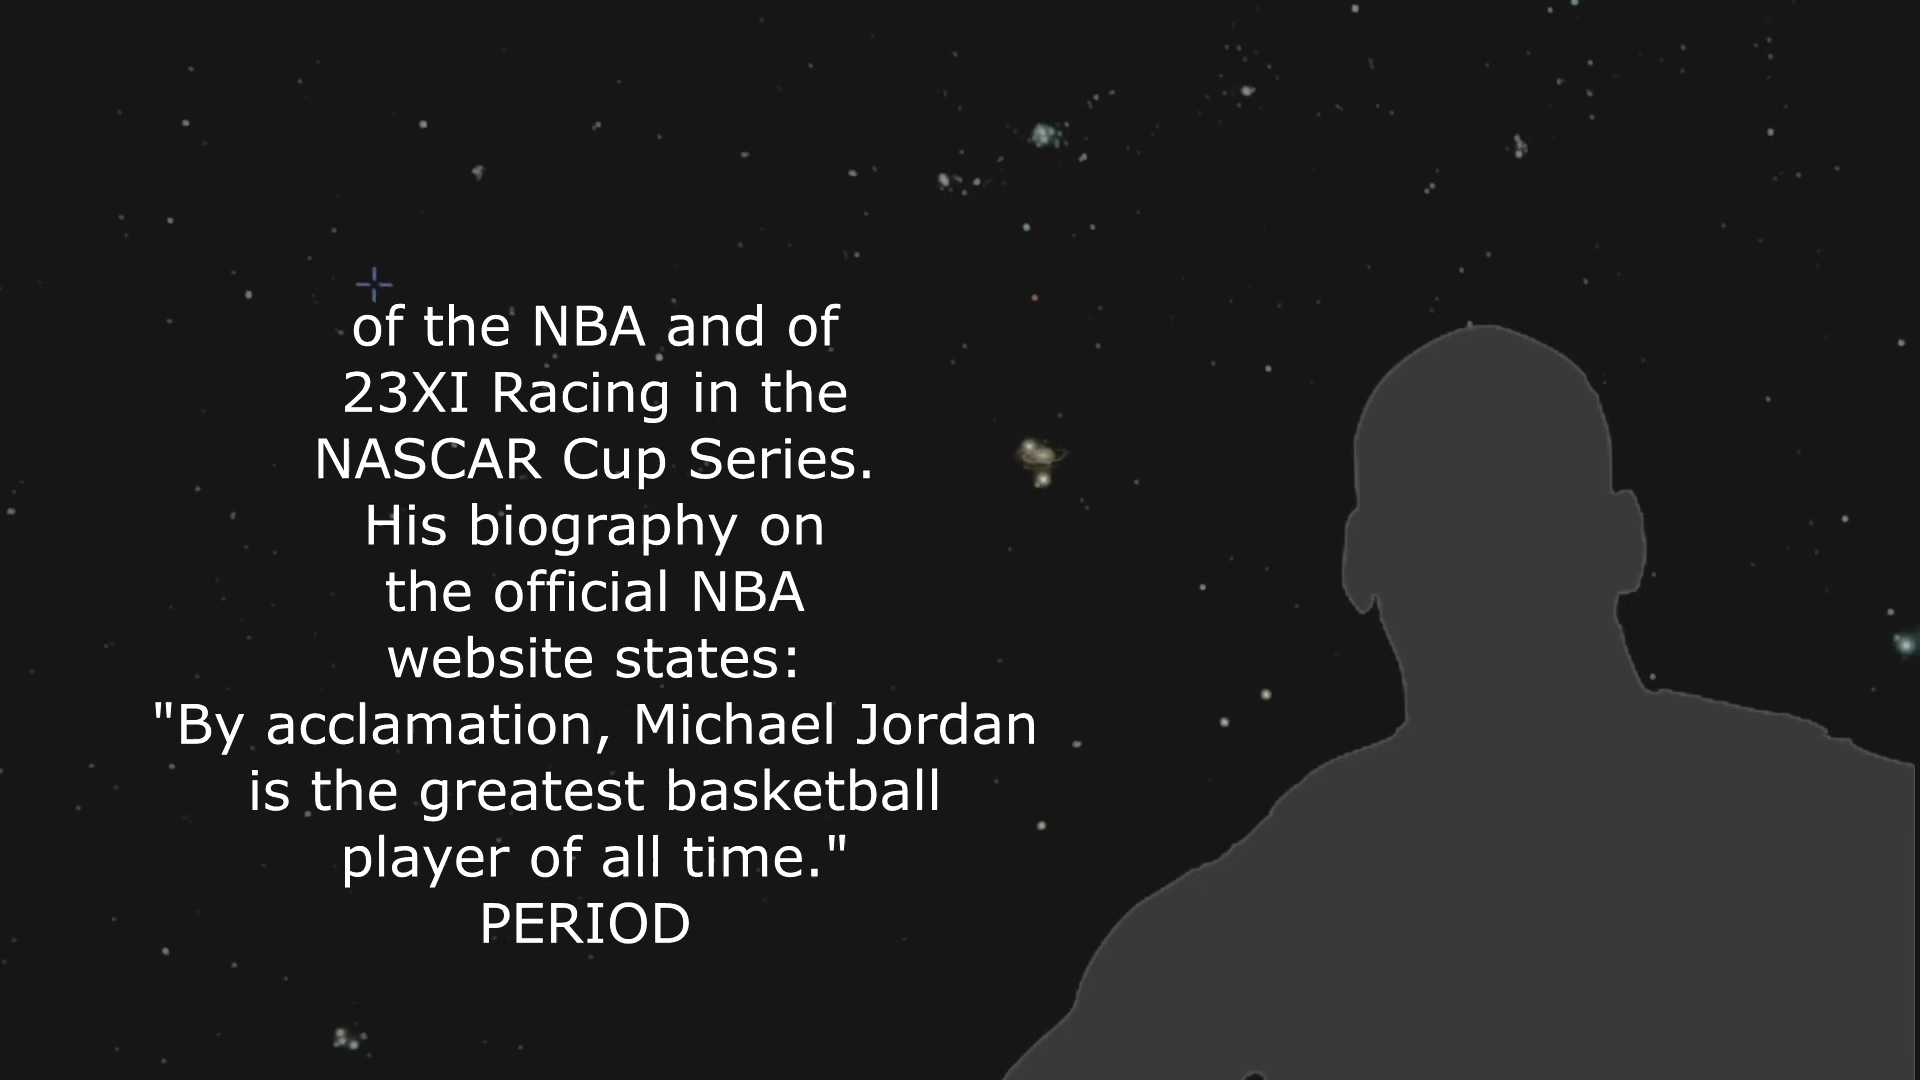 of the NBA and of
23XI Racing in the
NASCAR Cup Series.
His biography on
the official NBA
website states:
"By acclamation, Michael Jordan
is the greatest basketball
player of all time."
PERIOD